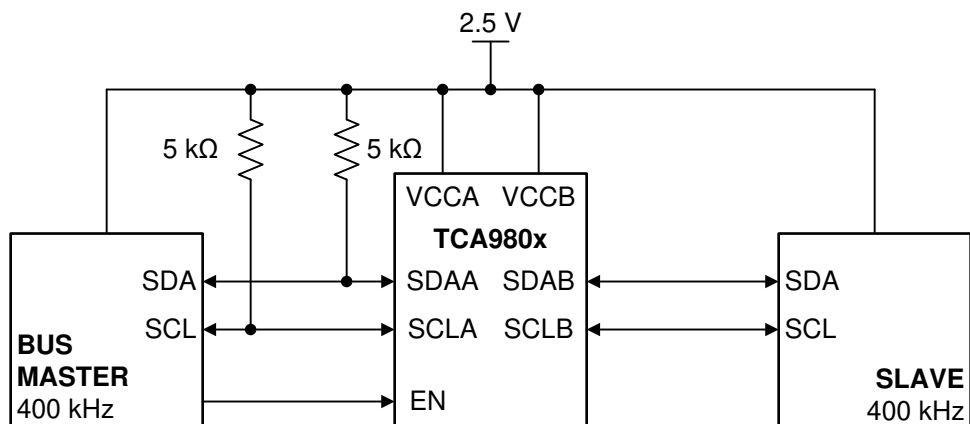 2.5 V
5 kΩ
5 kΩ
VCCA VCCB
TCA980x
SDA
SDAA SDAB
SDA
SCL
SCLA SCLB
SCL
BUS
MASTER
400 kHz
EN
SLAVE
400 kHz